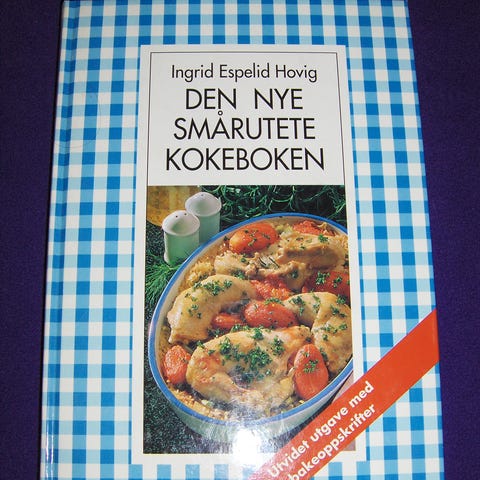 Ingrid Espelid Hovig
DEN NYE
SMÅRUTETE
KOKEBOKEN
Utvidet utgave med
bakeoppskrifter